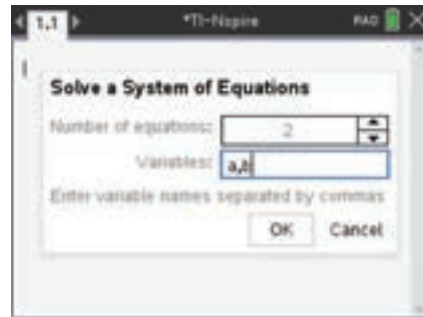 1.1 *TI-Nspire RAD
Solve a System of Equations
Number of equations: 2
Variables: a,b
Enter variable names separated by commas
OK Cancel